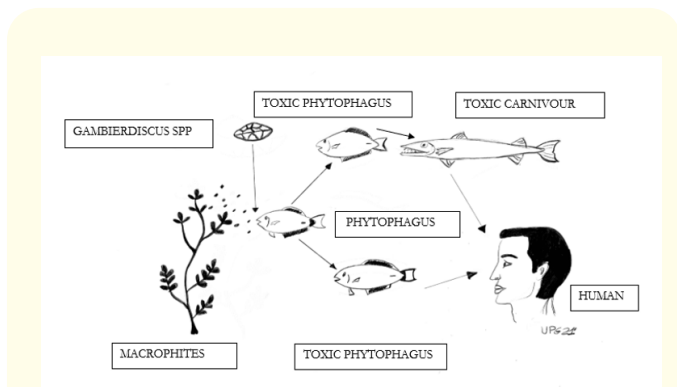 TOXIC PHYTOPHAGUS
TOXIC CARNIVOUR
GAMBIERDISCUS SPP
PHYTOPHAGUS
HUMAN
MACROPHITES
TOXIC PHYTOPHAGUS